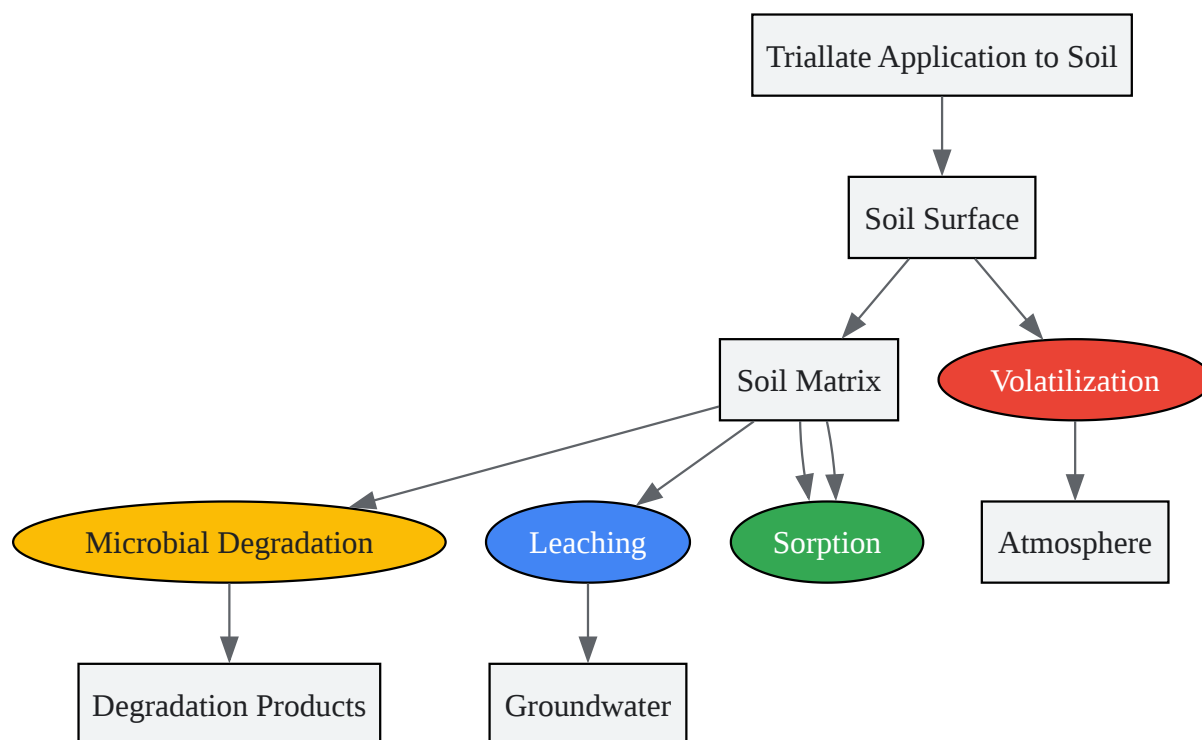 Triallate Application to Soil
Soil Surface
Soil Matrix
Volatilization
Microbial Degradation
Leaching
Sorption
Atmosphere
Degradation Products
Groundwater